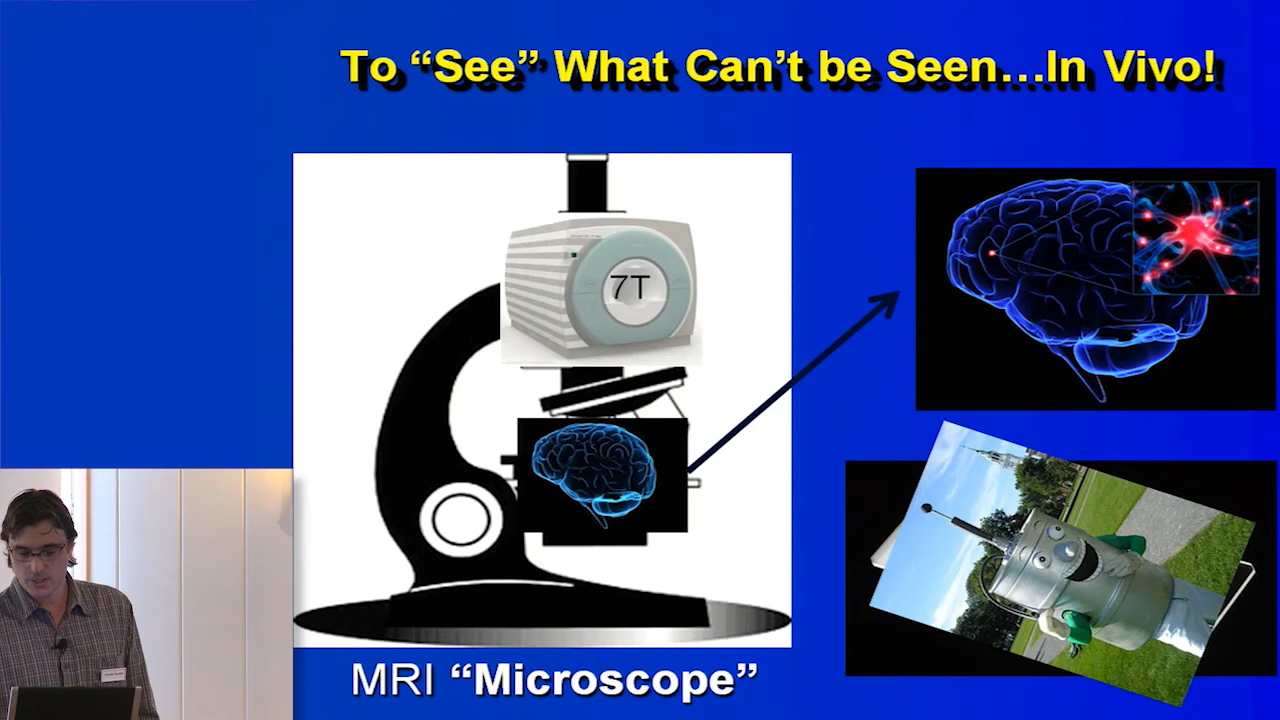 To “See” What Can’t be Seen…In Vivo!
7T
MRI “Microscope”